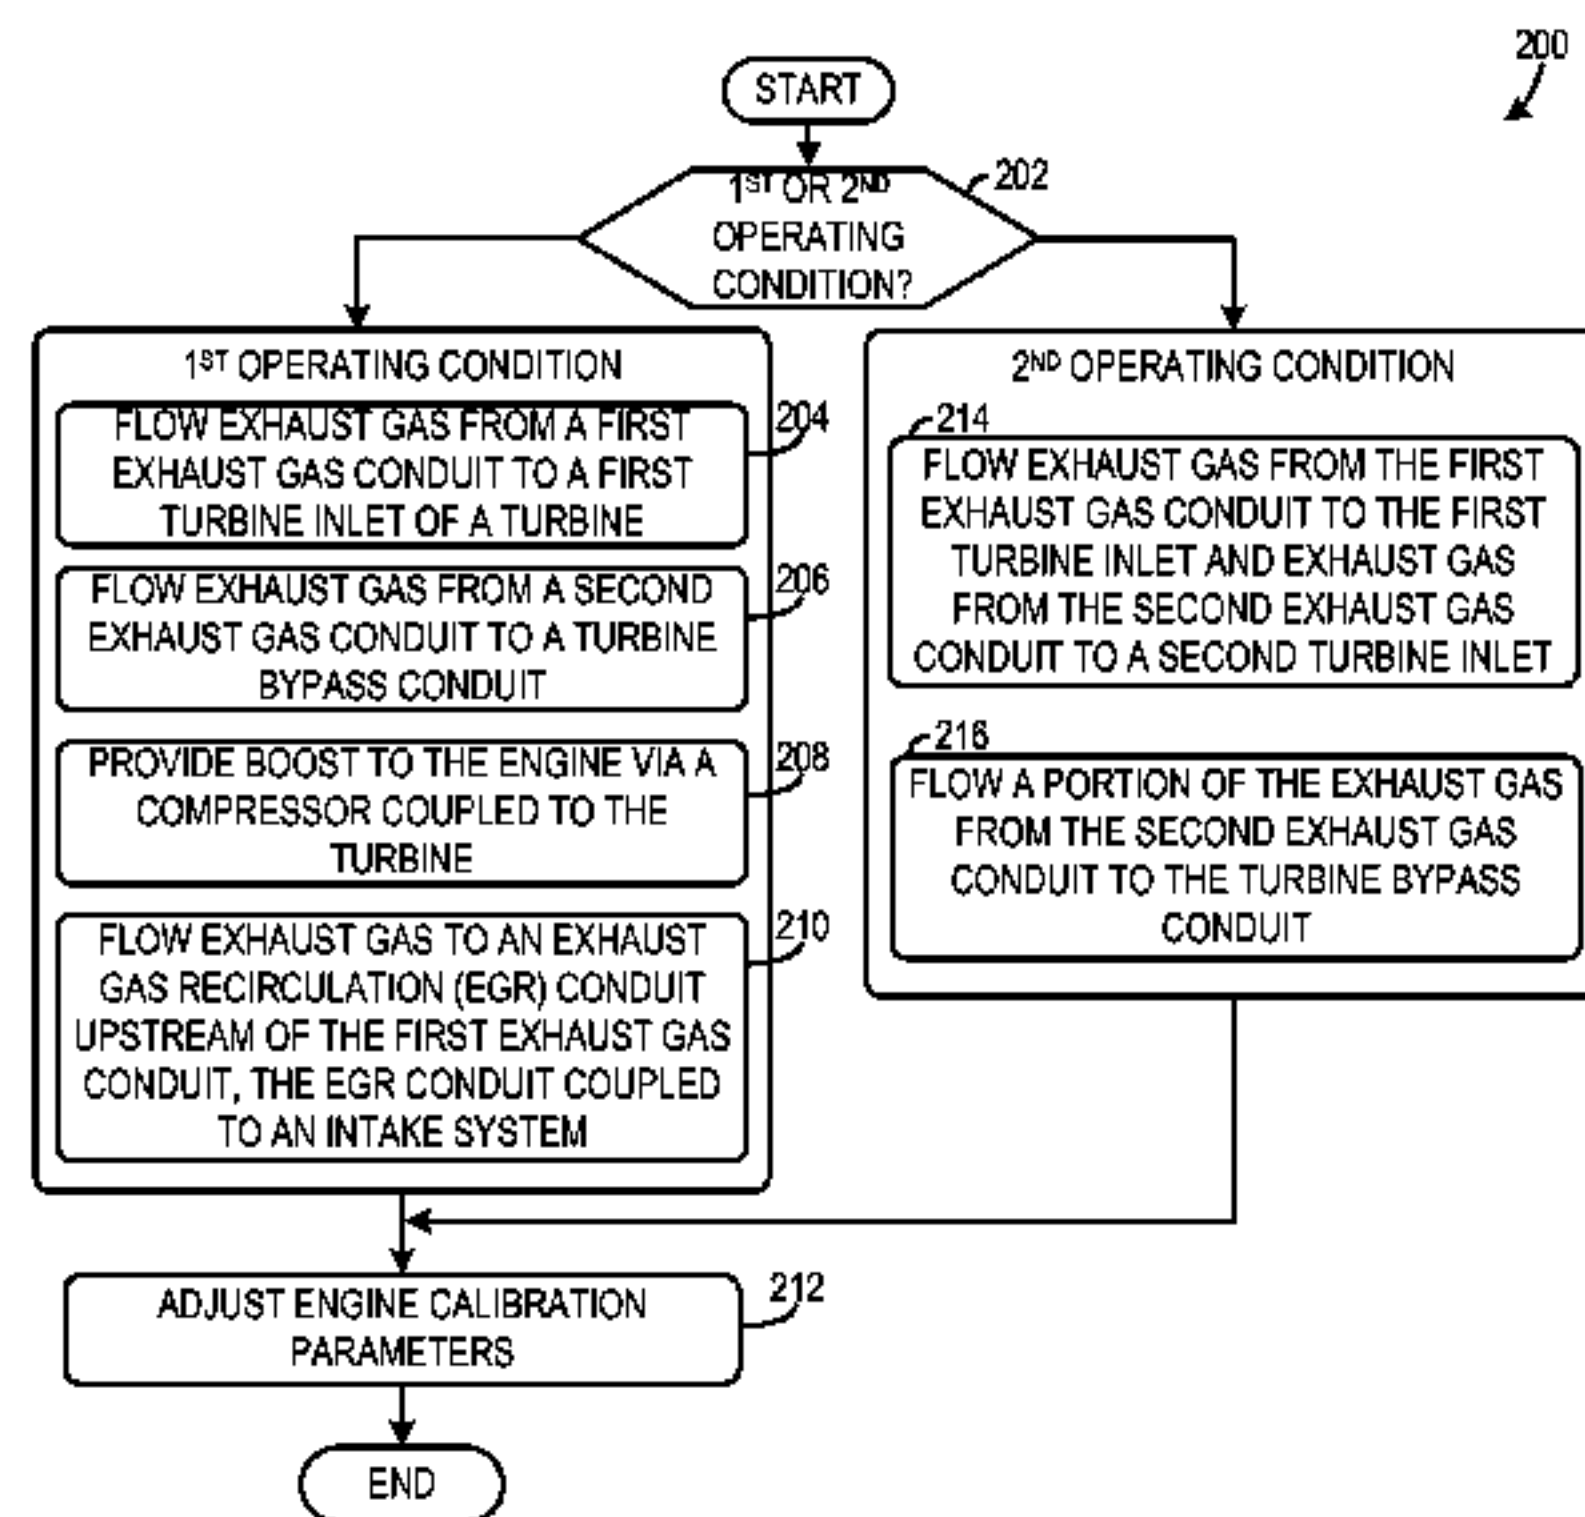 200
START
202
1ST OR 2ND
OPERATING
CONDITION?
1ST OPERATING CONDITION
204
FLOW EXHAUST GAS FROM A FIRST
EXHAUST GAS CONDUIT TO A FIRST
TURBINE INLET OF A TURBINE
206
FLOW EXHAUST GAS FROM A SECOND
EXHAUST GAS CONDUIT TO A TURBINE
BYPASS CONDUIT
208
PROVIDE BOOST TO THE ENGINE VIA A
COMPRESSOR COUPLED TO THE
TURBINE
210
FLOW EXHAUST GAS TO AN EXHAUST
GAS RECIRCULATION (EGR) CONDUIT
UPSTREAM OF THE FIRST EXHAUST GAS
CONDUIT, THE EGR CONDUIT COUPLED
TO AN INTAKE SYSTEM
2ND OPERATING CONDITION
214
FLOW EXHAUST GAS FROM THE FIRST
EXHAUST GAS CONDUIT TO THE FIRST
TURBINE INLET AND EXHAUST GAS
FROM THE SECOND EXHAUST GAS
CONDUIT TO A SECOND TURBINE INLET
216
FLOW A PORTION OF THE EXHAUST GAS
FROM THE SECOND EXHAUST GAS
CONDUIT TO THE TURBINE BYPASS
CONDUIT
212
ADJUST ENGINE CALIBRATION
PARAMETERS
END